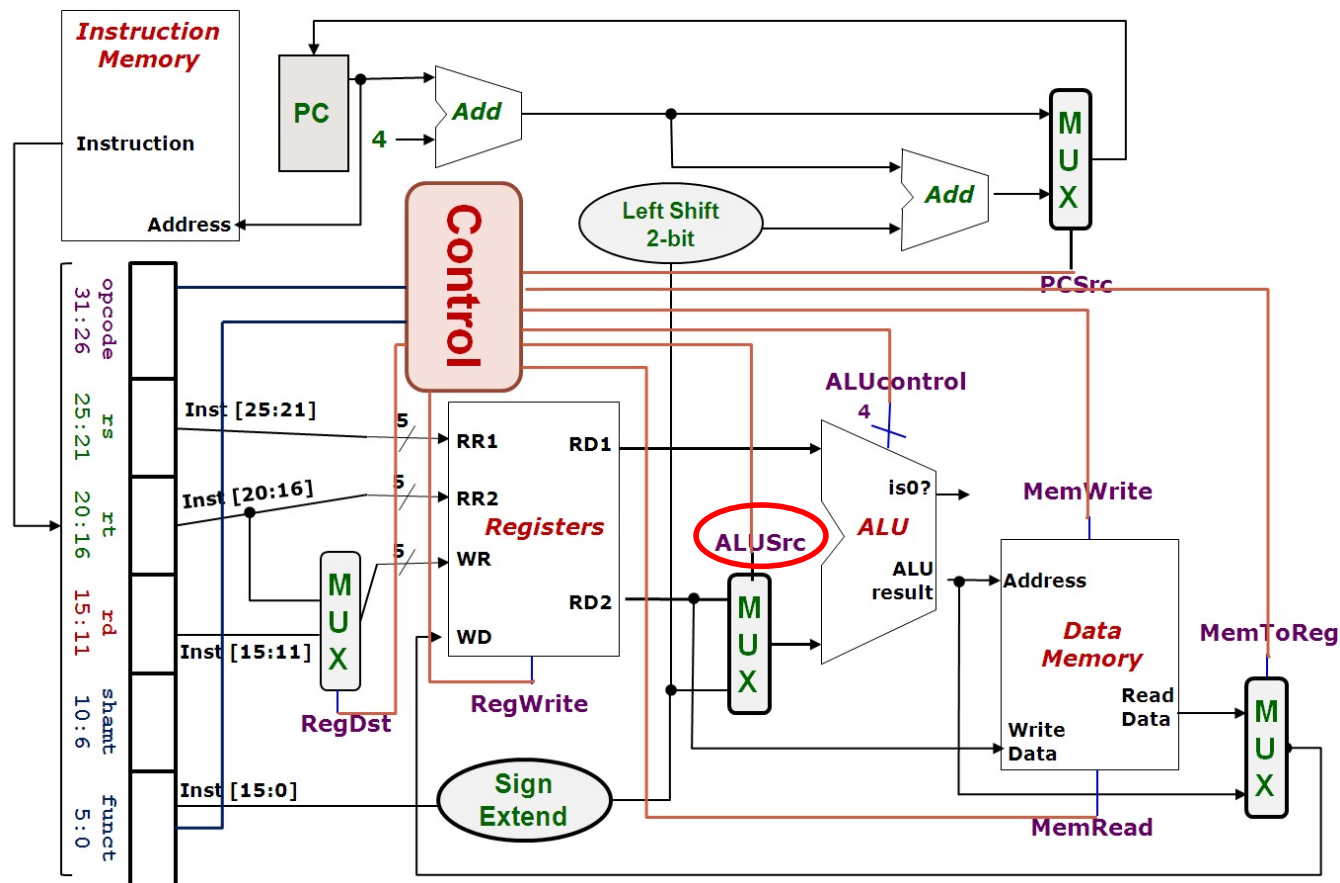 Instruction
Memory
Instruction
Address
PC
4
Add
Add
Left Shift
2-bit
M
U
X
PCSrc
Control
opcode
31:26
rs
25:21
rt
20:16
rd
15:11
shamt
10:6
funct
5:0
Inst [25:21]
5
Inst [20:16]
5
5
M
U
X
Inst [15:11]
RegDst
Inst [15:0]
RR1
RR2
WR
WD
Registers
RD1
RD2
RegWrite
Sign
Extend
ALUSrc
M
U
X
ALUcontrol
4
is0?
ALU
ALU
result
MemWrite
Address
Data
Memory
Read
Data
Write
Data
MemRead
MemToReg
M
U
X